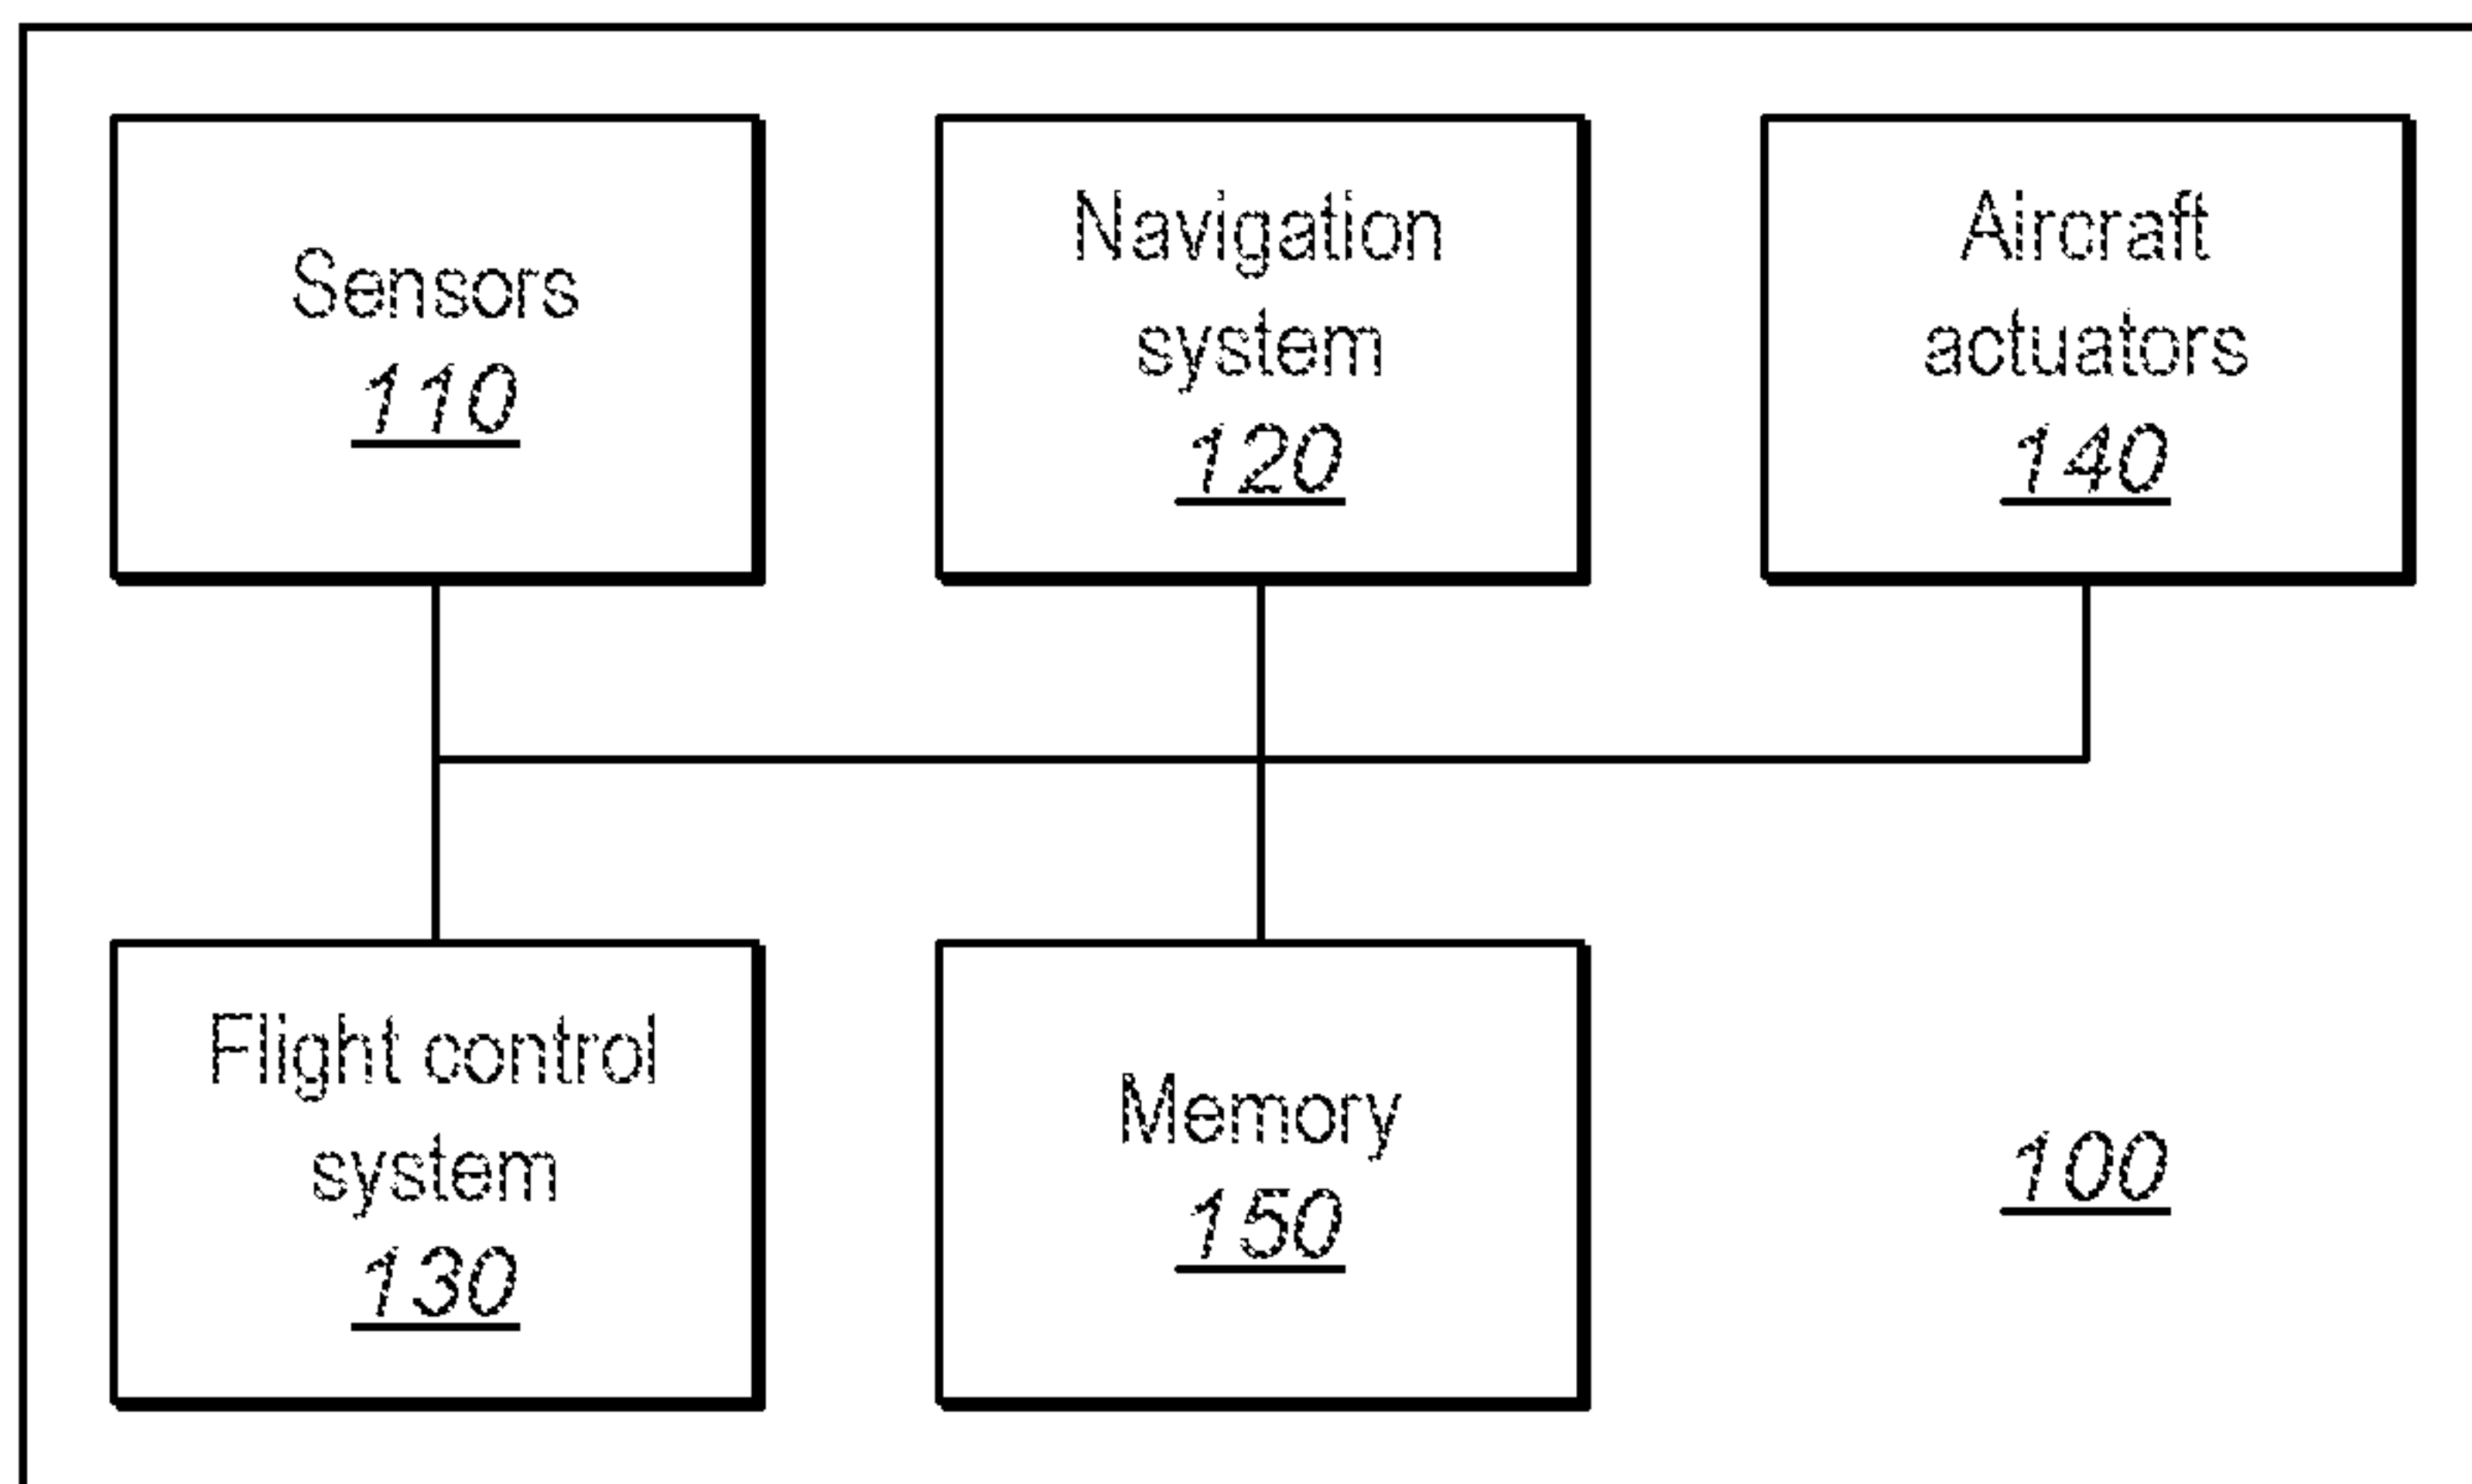 Sensors
110
Navigation
system
120
Aircraft
actuators
140
Flight control
system
130
Memory
150
100